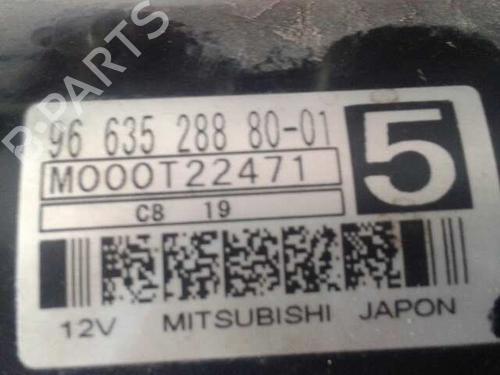 96 635 288 80-01
5
M000T22471
C8 19
12V MITSUBISHI JAPON
B-PARTS